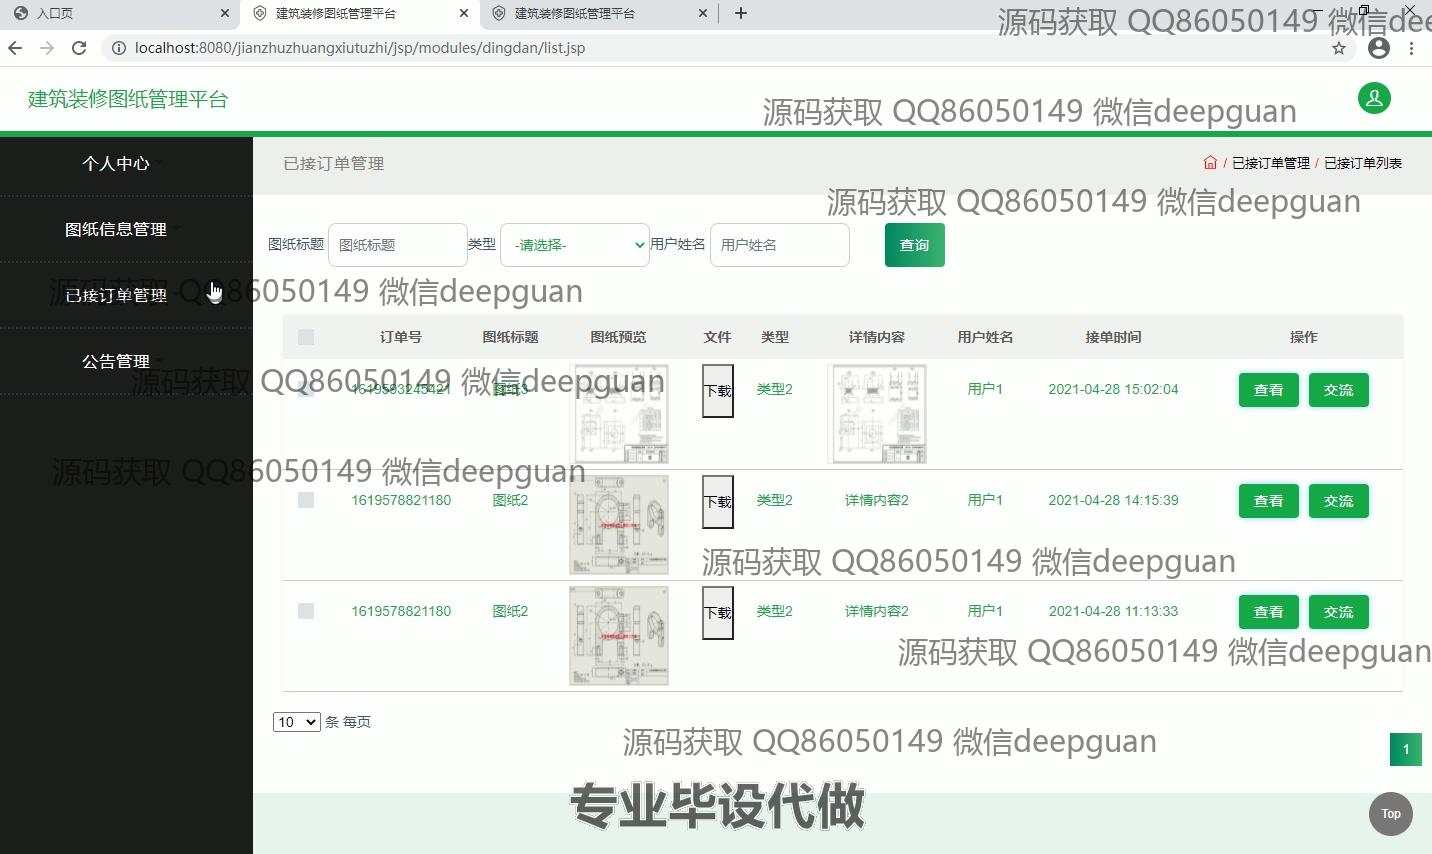 入口页
建筑装修图纸管理平台
建筑装修图纸管理平台
localhost:8080/jianzhuzhuangxiutuzhi/jsp/modules/dingdan/list.jsp
源码获取 QQ86050149 微信dee
建筑装修图纸管理平台
源码获取 QQ86050149 微信deepguan
个人中心
已接订单管理
/ 已接订单管理 / 已接订单列表
源码获取 QQ86050149 微信deepguan
图纸信息管理
图纸标题 图纸标题 类型 -请选择- 用户姓名 用户姓名 查询
已接订单管理
源码获取 QQ86050149 微信deepguan
订单号 图纸标题 图纸预览 文件 类型 详情内容 用户姓名 接单时间 操作
公告管理
源码获取 QQ86050149 微信deepguan
1619593245421 图纸3 下载 类型2 用户1 2021-04-28 15:02:04 查看 交流
源码获取 QQ86050149 微信deepguan
1619578821180 图纸2 下载 类型2 详情内容2 用户1 2021-04-28 14:15:39 查看 交流
源码获取 QQ86050149 微信deepguan
1619578821180 图纸2 下载 类型2 详情内容2 用户1 2021-04-28 11:13:33 查看 交流
源码获取 QQ86050149 微信deepguan
10 条 每页
源码获取 QQ86050149 微信deepguan
1
专业毕设代做
Top